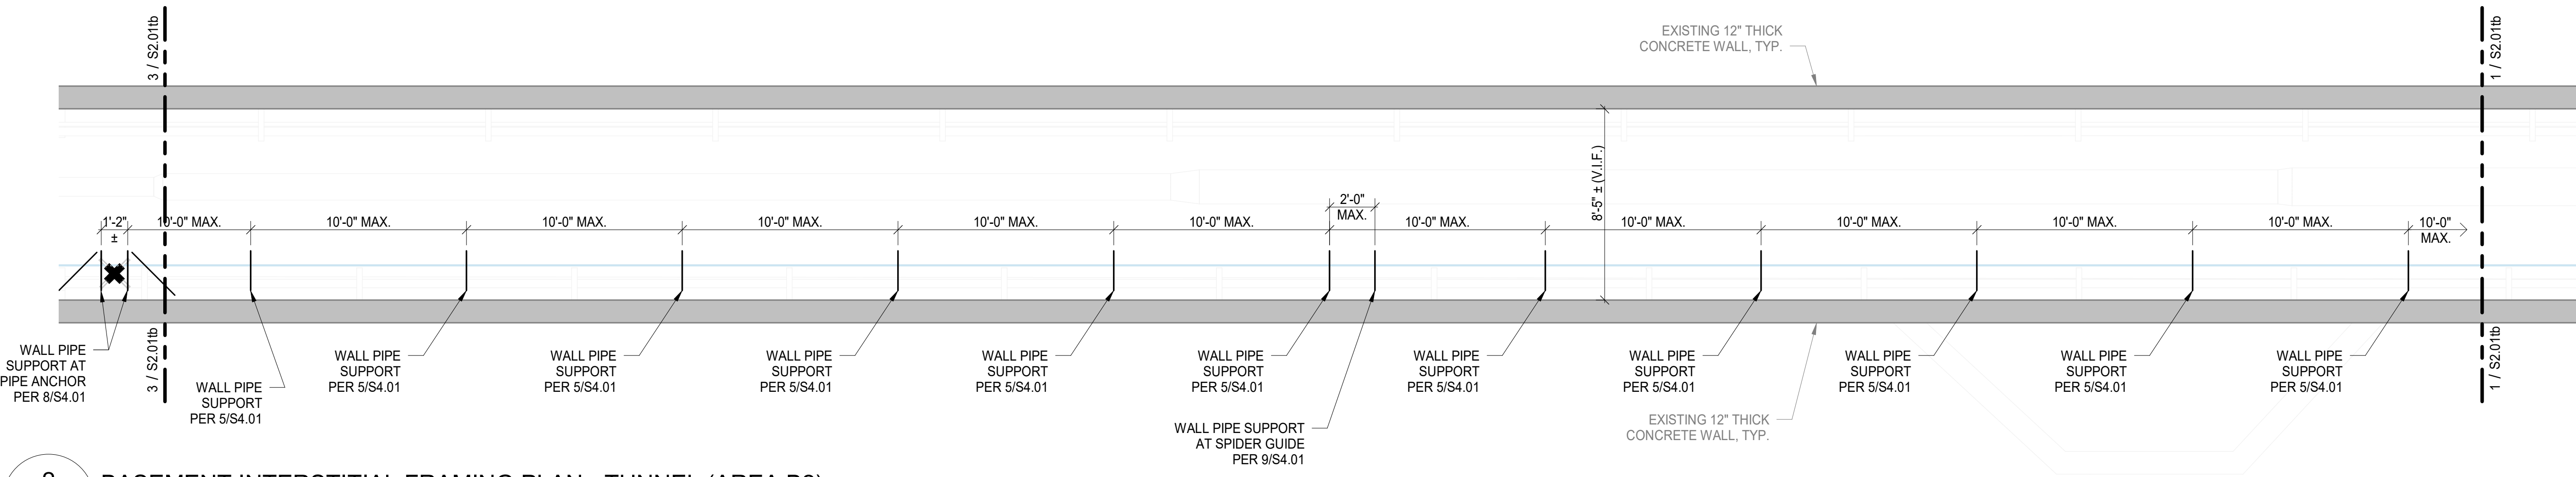 3 / S2.01tb
1 / S2.01tb
EXISTING 12" THICK
CONCRETE WALL, TYP.
8'-5" ± (V.I.F.)
1'-2"
±
10'-0" MAX.
10'-0" MAX.
10'-0" MAX.
10'-0" MAX.
10'-0" MAX.
10'-0" MAX.
2'-0"
MAX.
10'-0" MAX.
10'-0" MAX.
10'-0" MAX.
10'-0" MAX.
10'-0" MAX.
10'-0"
MAX.
WALL PIPE
SUPPORT AT
PIPE ANCHOR
PER 8/S4.01
3 / S2.01tb
WALL PIPE
SUPPORT
PER 5/S4.01
WALL PIPE
SUPPORT
PER 5/S4.01
WALL PIPE
SUPPORT
PER 5/S4.01
WALL PIPE
SUPPORT
PER 5/S4.01
WALL PIPE
SUPPORT
PER 5/S4.01
WALL PIPE
SUPPORT
PER 5/S4.01
WALL PIPE SUPPORT
AT SPIDER GUIDE
PER 9/S4.01
WALL PIPE
SUPPORT
PER 5/S4.01
WALL PIPE
SUPPORT
PER 5/S4.01
WALL PIPE
SUPPORT
PER 5/S4.01
WALL PIPE
SUPPORT
PER 5/S4.01
WALL PIPE
SUPPORT
PER 5/S4.01
EXISTING 12" THICK
CONCRETE WALL, TYP.
1 / S2.01tb
BASEMENT INTERSTITIAL FRAMING PLAN - TUNNEL (AREA